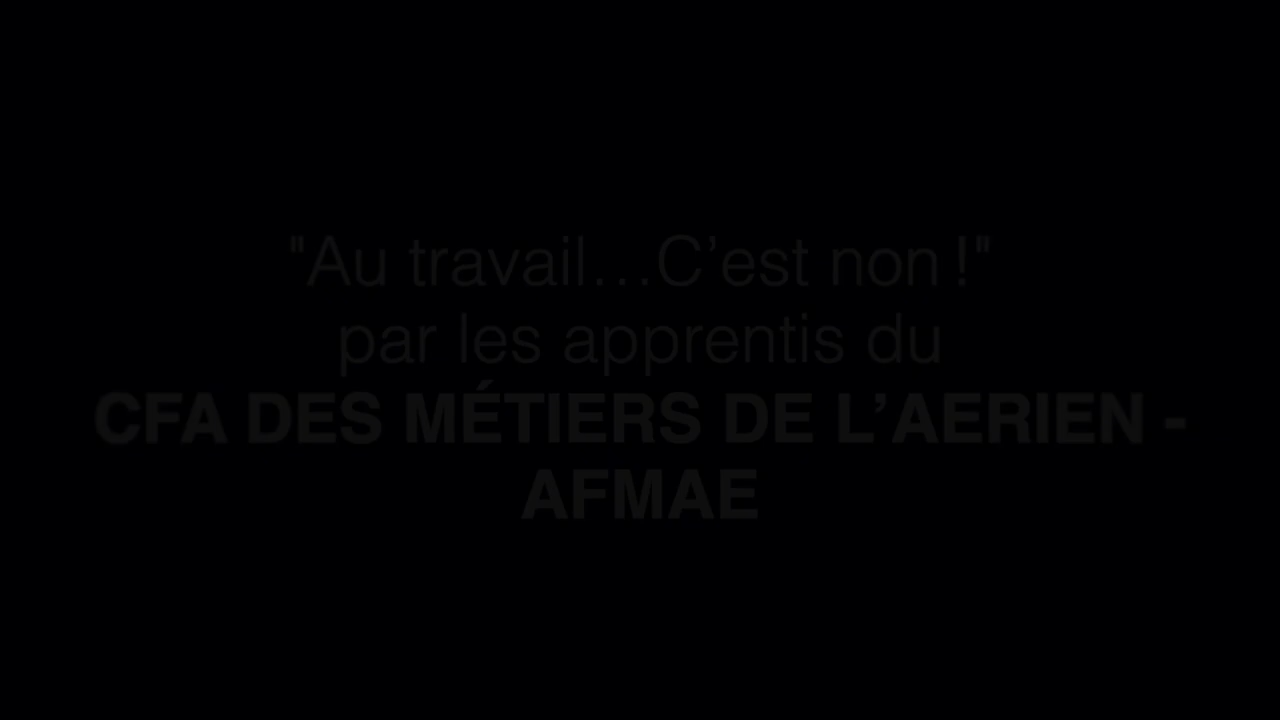 "Au travail…C’est non !"
par les apprentis du
CFA DES MÉTIERS DE L’AERIEN -
AFMAE